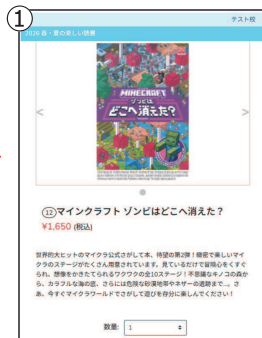 ①
テスト校
2026 春・夏の楽しい読書
MINECRAFT
ゾンビは
どこへ消えた?
<
>
⑫マインクラフト ゾンビはどこへ消えた?
¥1,650 (税込)
世界的大ヒットのマイクラ公式さがして本、待望の第2弾!緻密で美しいマイ
クラのステージがたくさん用意されています。見ているだけで冒険心をくすぐ
られ、想像をかきたてられるワクワクの全10ステージ!不思議なキノコの森か
ら、カラフルな海の底、さらには危険な砂漠地帯やネザーの遺跡まで…。さ
あ、今すぐマイクラワールドでさがして遊びを存分に楽しんでください!
数量: 1